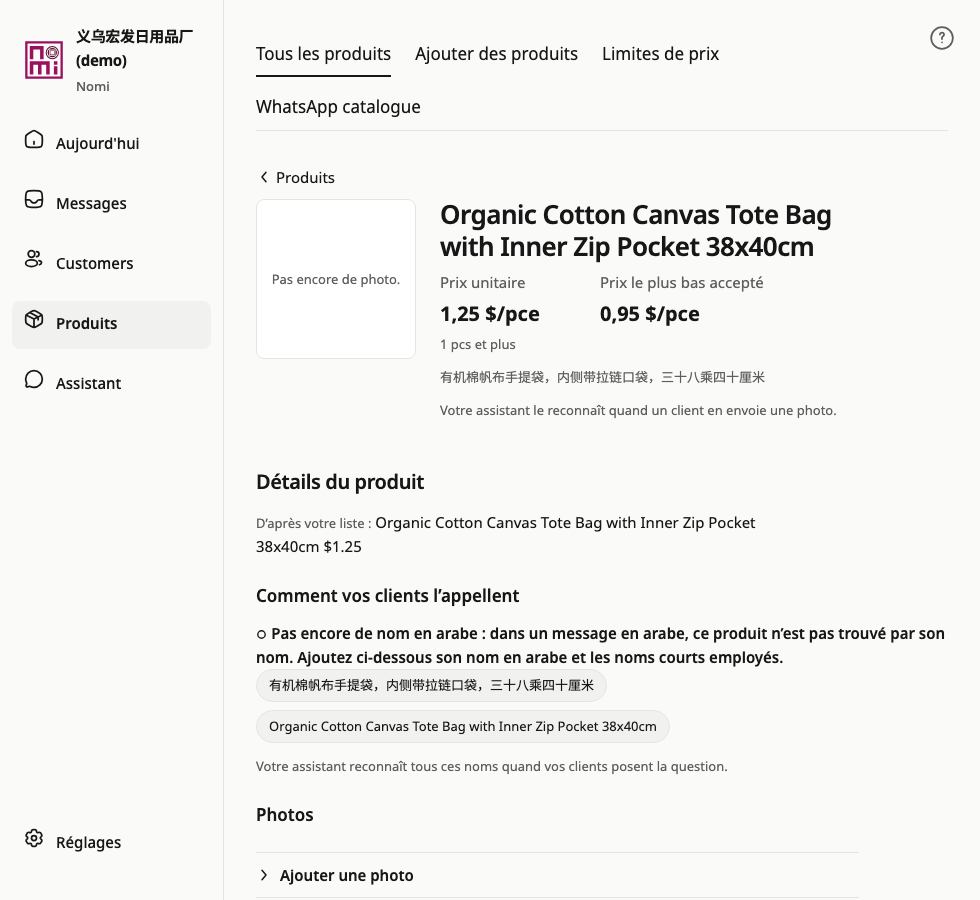 义乌宏发日用品厂
(demo)
Nomi
Aujourd'hui
Messages
Customers
Produits
Assistant
Réglages
Tous les produits
Ajouter des produits
Limites de prix
WhatsApp catalogue
Produits
Pas encore de photo.
Organic Cotton Canvas Tote Bag
with Inner Zip Pocket 38x40cm
Prix unitaire
1,25 $/pce
1 pcs et plus
Prix le plus bas accepté
0,95 $/pce
有机棉帆布手提袋，内侧带拉链口袋，三十八乘四十厘米
Votre assistant le reconnaît quand un client en envoie une photo.
Détails du produit
D’après votre liste : Organic Cotton Canvas Tote Bag with Inner Zip Pocket
38x40cm $1.25
Comment vos clients l’appellent
○ Pas encore de nom en arabe : dans un message en arabe, ce produit n’est pas trouvé par son
nom. Ajoutez ci-dessous son nom en arabe et les noms courts employés.
有机棉帆布手提袋，内侧带拉链口袋，三十八乘四十厘米
Organic Cotton Canvas Tote Bag with Inner Zip Pocket 38x40cm
Votre assistant reconnaît tous ces noms quand vos clients posent la question.
Photos
Ajouter une photo